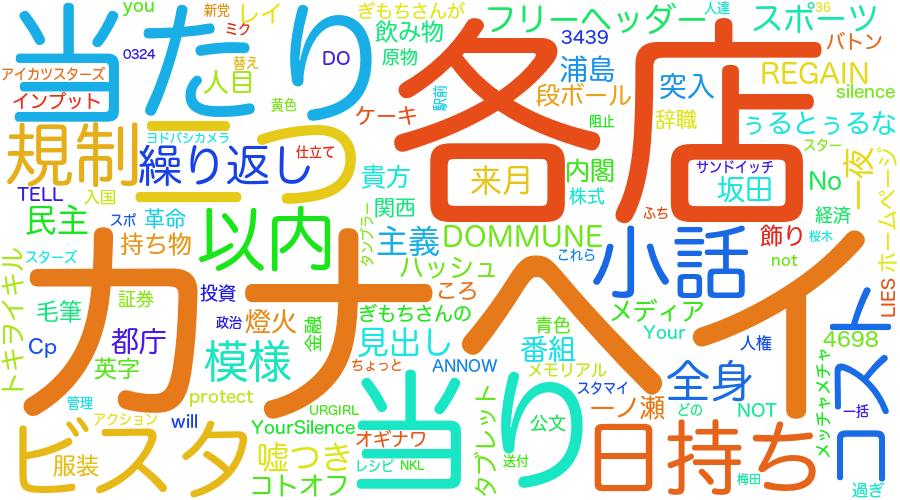 you
新党
レイ
ぎもちさんが
フリーヘッダー
人達
36
スポーツ
当たり
0324
ミク
替え
DO
飲み物
原物
3439
バトン
アイカツスターズ
人目
各店
浦島
突入
REGAIN
インプット
黄色
ケーキ
駅前
段ボール
silence
規制
ヨドバシカメラ
二つ
阻止
辞職
ぅるとぅるな
スター
繰り返し
仕立て
貴方
来月
内閣
サンドイッチ
一夜
TELL
入国
株式
坂田
No
ホームページ
民主
スポ
革命
以内
関西
ふち
経済
持ち物
タンブラー
主義
DOMMUNE
小話
飾り
桜木
トキヲイキル
スターズ
カナヘイ
ハッシュ
これら
not
LIES
証券
投資
ころ
毛筆
政治
燈火
金融
ぎもちさんの
メディア
コスト
Cp
都庁
見出し
青色
Your
人権
4698
英字
模様
ちょっと
ANNOW
番組
メモリアル
全身
メッチャメチャ
管理
protect
スタマイ
一ノ瀬
どの
NOT
一括
ビスタ
アクション
will
URGIRL
当り
タブレット
公文
日持ち
YourSilence
オギナワ
服装
嘘つき
レシピ
NKL
送付
梅田
コトオフ
過ぎ